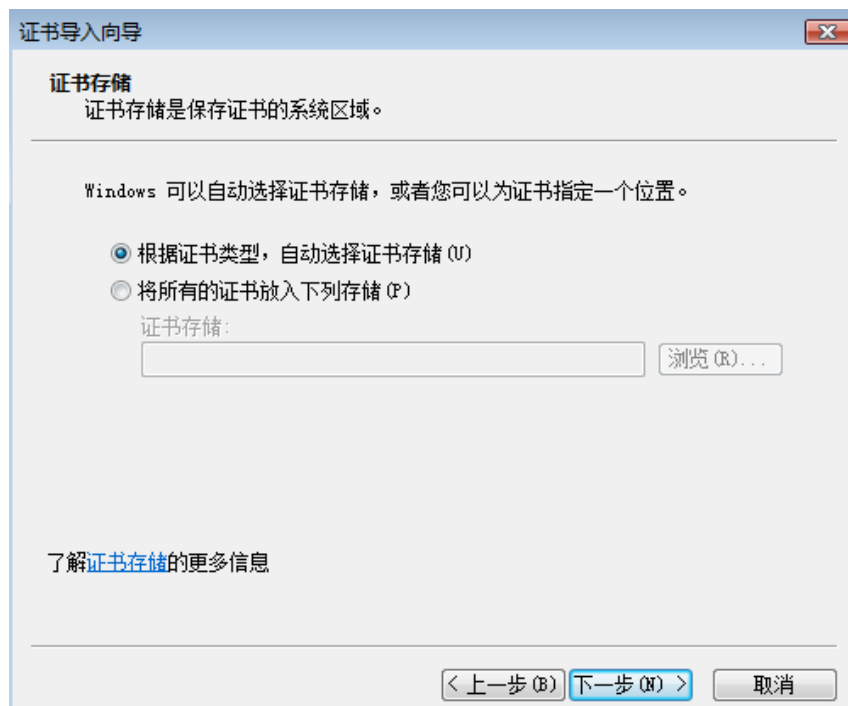 证书导入向导
证书存储
证书存储是保存证书的系统区域。
Windows 可以自动选择证书存储，或者您可以为证书指定一个位置。
根据证书类型，自动选择证书存储(U)
将所有的证书放入下列存储(P)
证书存储:
浏览(R)...
了解证书存储的更多信息
< 上一步(B) 下一步(N) > 取消